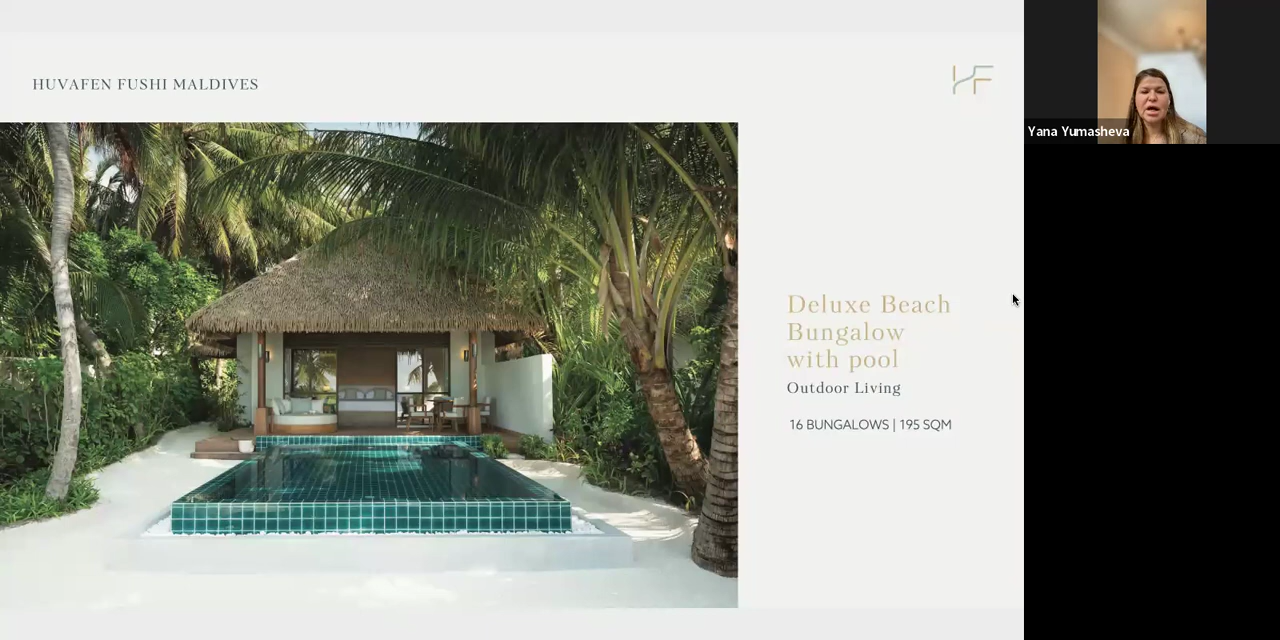 HUVAFEN FUSHI MALDIVES
HF
Deluxe Beach
Bungalow
with pool
Outdoor Living
16 BUNGALOWS | 195 SQM
Yana Yumasheva